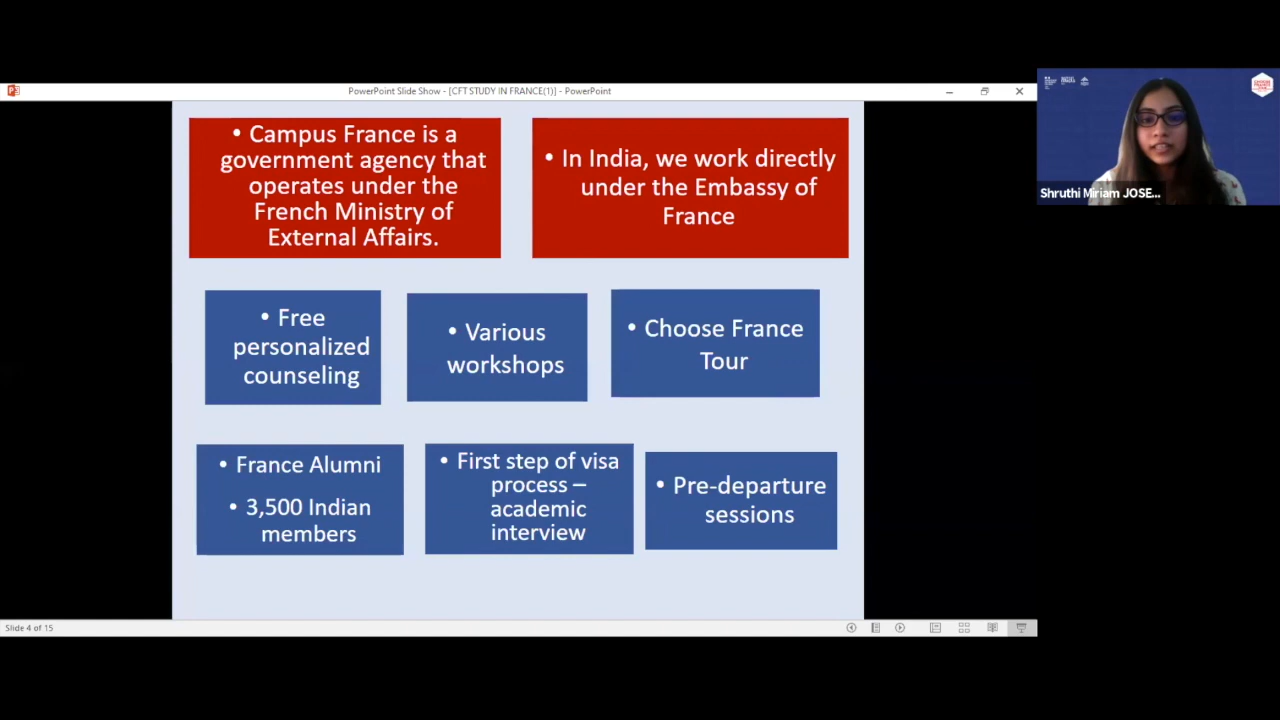 PowerPoint Slide Show - [CFT STUDY IN FRANCE(1)] - PowerPoint
• Campus France is a
government agency that
operates under the
French Ministry of
External Affairs.
• In India, we work directly
under the Embassy of
France
• Free
personalized
counseling
• Various
workshops
• Choose France
Tour
• France Alumni
• 3,500 Indian
members
• First step of visa
process –
academic
interview
• Pre-departure
sessions
Shruthi Miriam JOSE...
Slide 4 of 15